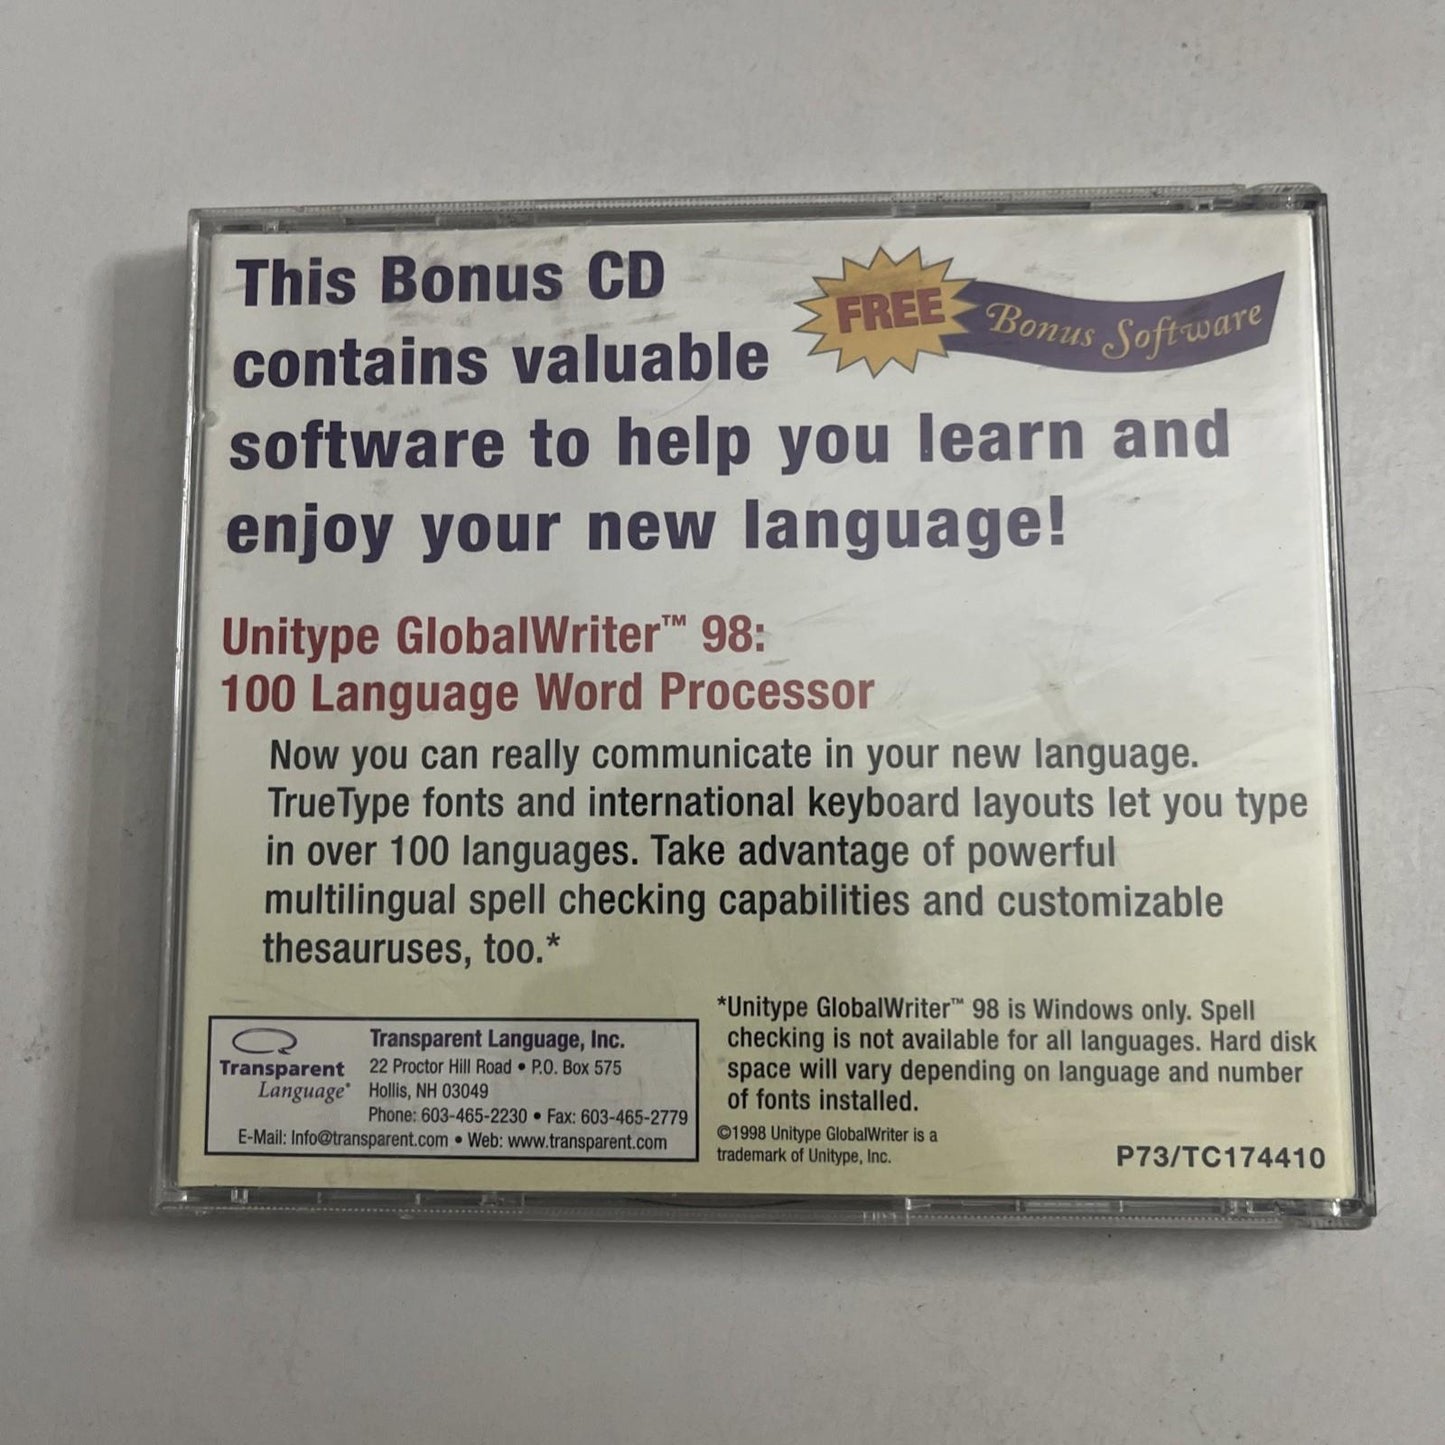 This Bonus CD
contains valuable
software to help you learn and
enjoy your new language!
FREE
Bonus Software
Unitype GlobalWriter™ 98:
100 Language Word Processor
Now you can really communicate in your new language.
TrueType fonts and international keyboard layouts let you type
in over 100 languages. Take advantage of powerful
multilingual spell checking capabilities and customizable
thesauruses, too.*
Transparent
Language®
Transparent Language, Inc.
22 Proctor Hill Road • P.O. Box 575
Hollis, NH 03049
Phone: 603-465-2230 • Fax: 603-465-2779
E-Mail: Info@transparent.com • Web: www.transparent.com
*Unitype GlobalWriter™ 98 is Windows only. Spell
checking is not available for all languages. Hard disk
space will vary depending on language and number
of fonts installed.
©1998 Unitype GlobalWriter is a
trademark of Unitype, Inc.
P73/TC174410